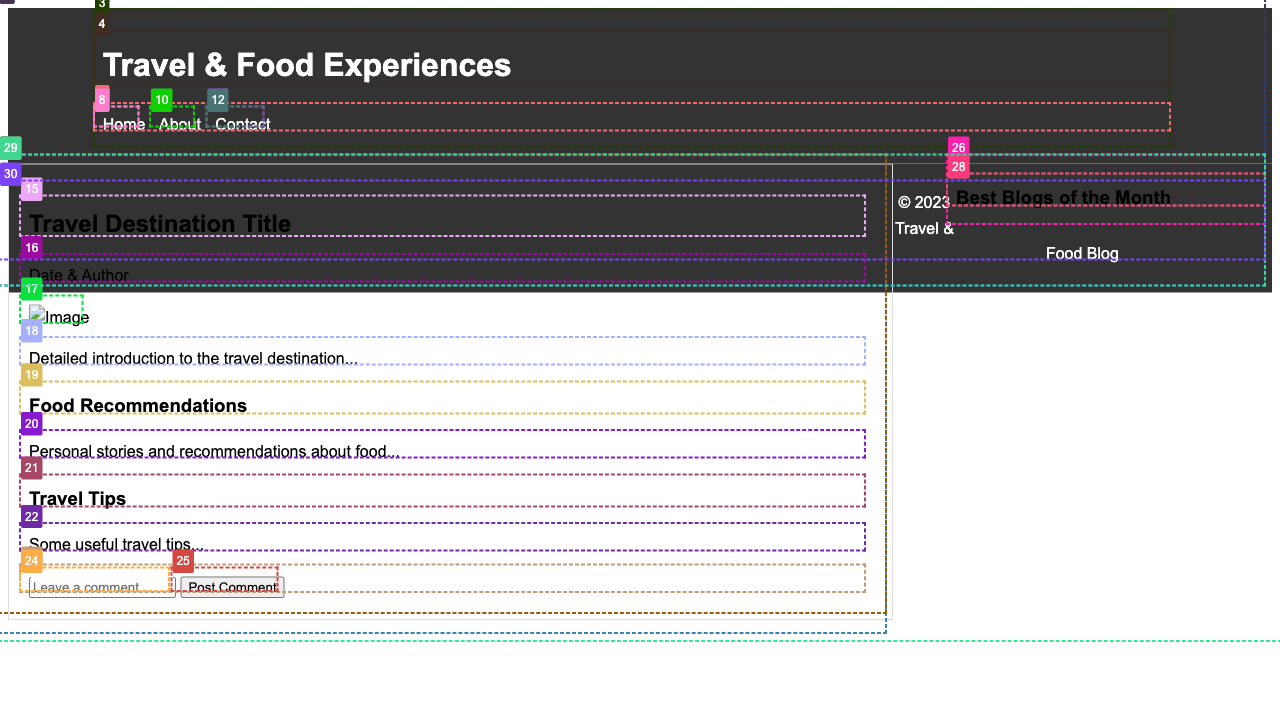 3
4
Travel & Food Experiences
8 10 12
Home About Contact
29 26
30 28
15
Best Blogs of the Month
© 2023
Travel Destination Title
Travel &
16
Food Blog
Date & Author
17
Image
18
Detailed introduction to the travel destination...
19
Food Recommendations
20
Personal stories and recommendations about food...
21
Travel Tips
22
Some useful travel tips...
24 25
Leave a comment Post Comment